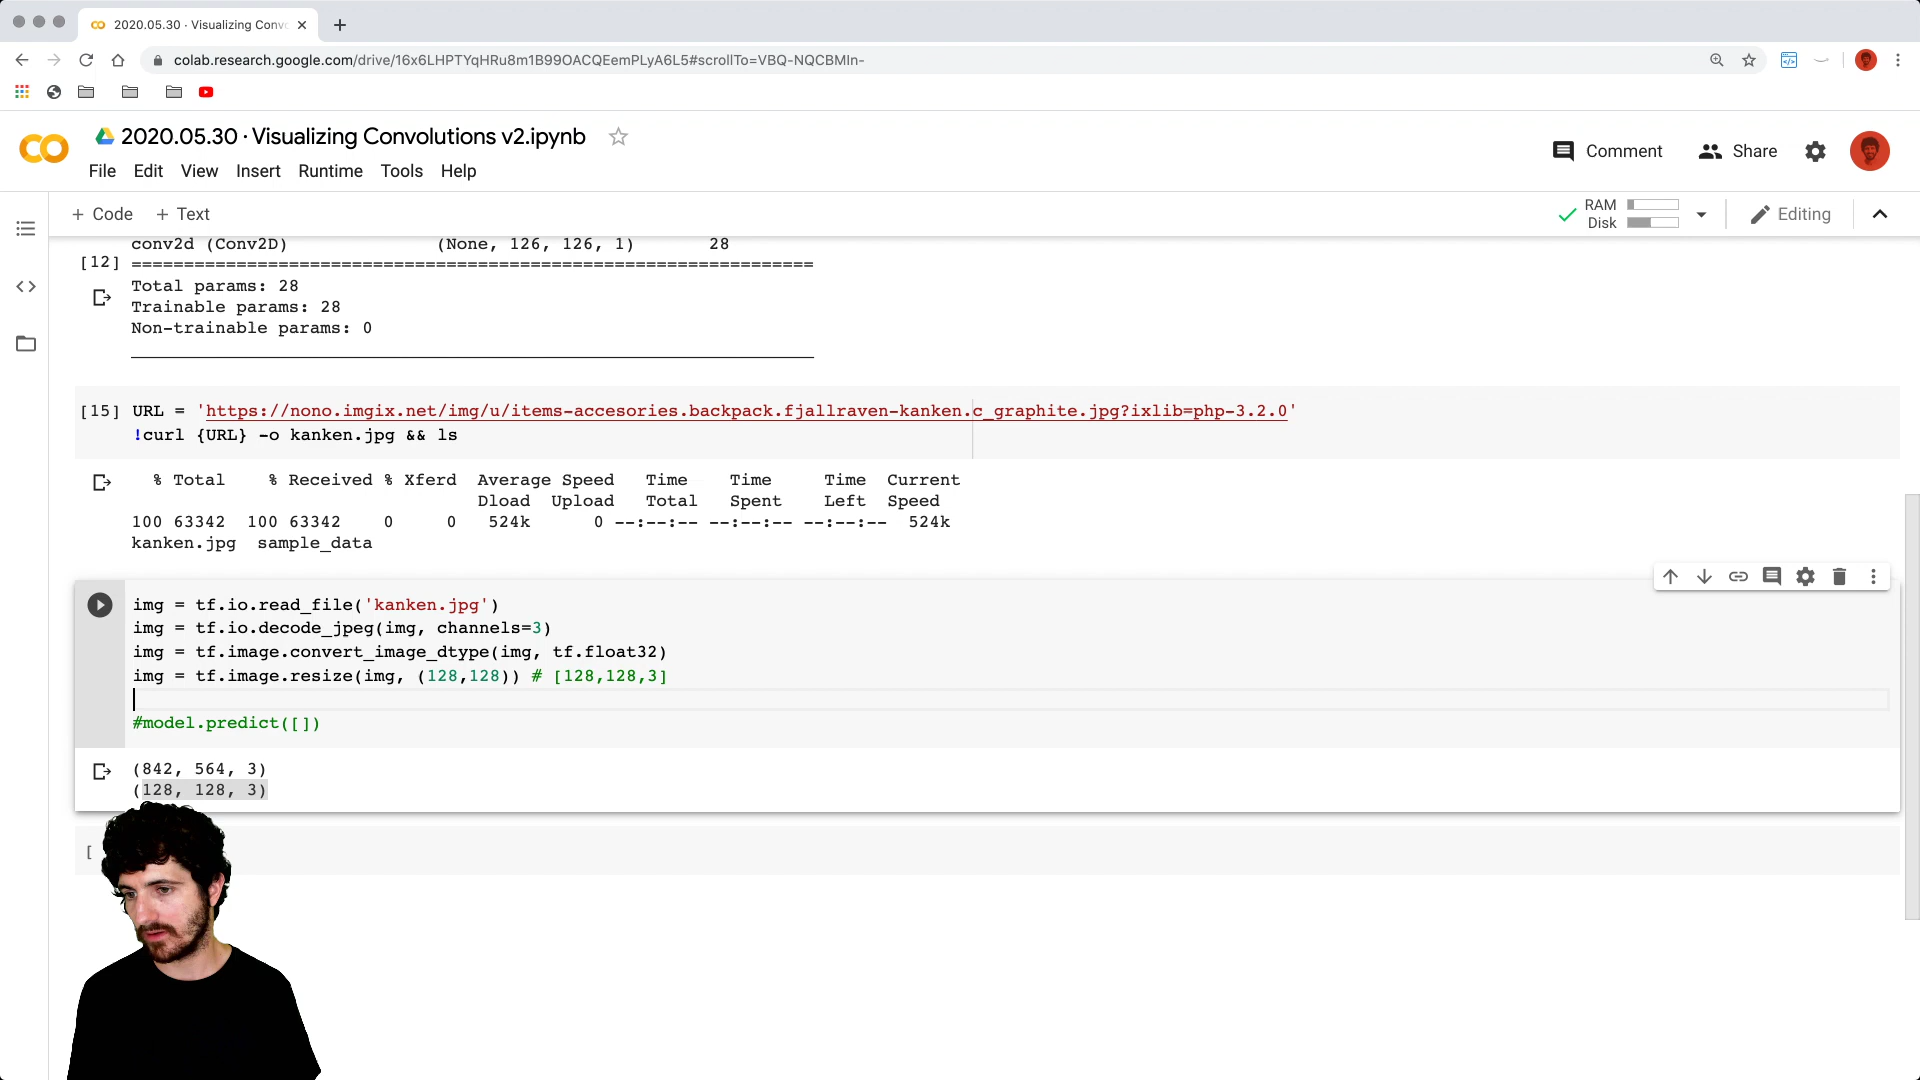 2020.05.30 · Visualizing Conv
colab.research.google.com/drive/16x6LHPTYqHRu8m1B99OACQEemPLyA6L5#scrollTo=VBQ-NQCBMIn-
2020.05.30 · Visualizing Convolutions v2.ipynb
Comment
Share
File Edit View Insert Runtime Tools Help
+ Code + Text
RAM
Disk
Editing
conv2d (Conv2D) (None, 126, 126, 1) 28
[12] =================================================================
Total params: 28
Trainable params: 28
Non-trainable params: 0
_________________________________________________________________
[15] URL = 'https://nono.imgix.net/img/u/items-accesories.backpack.fjallraven-kanken.c_graphite.jpg?ixlib=php-3.2.0'
!curl {URL} -o kanken.jpg && ls
% Total % Received % Xferd Average Speed Time Time Time Current
Dload Upload Total Spent Left Speed
100 63342 100 63342 0 0 524k 0 --:--:-- --:--:-- --:--:-- 524k
kanken.jpg sample_data
img = tf.io.read_file('kanken.jpg')
img = tf.io.decode_jpeg(img, channels=3)
img = tf.image.convert_image_dtype(img, tf.float32)
img = tf.image.resize(img, (128,128)) # [128,128,3]
#model.predict([])
(842, 564, 3)
(128, 128, 3)
[